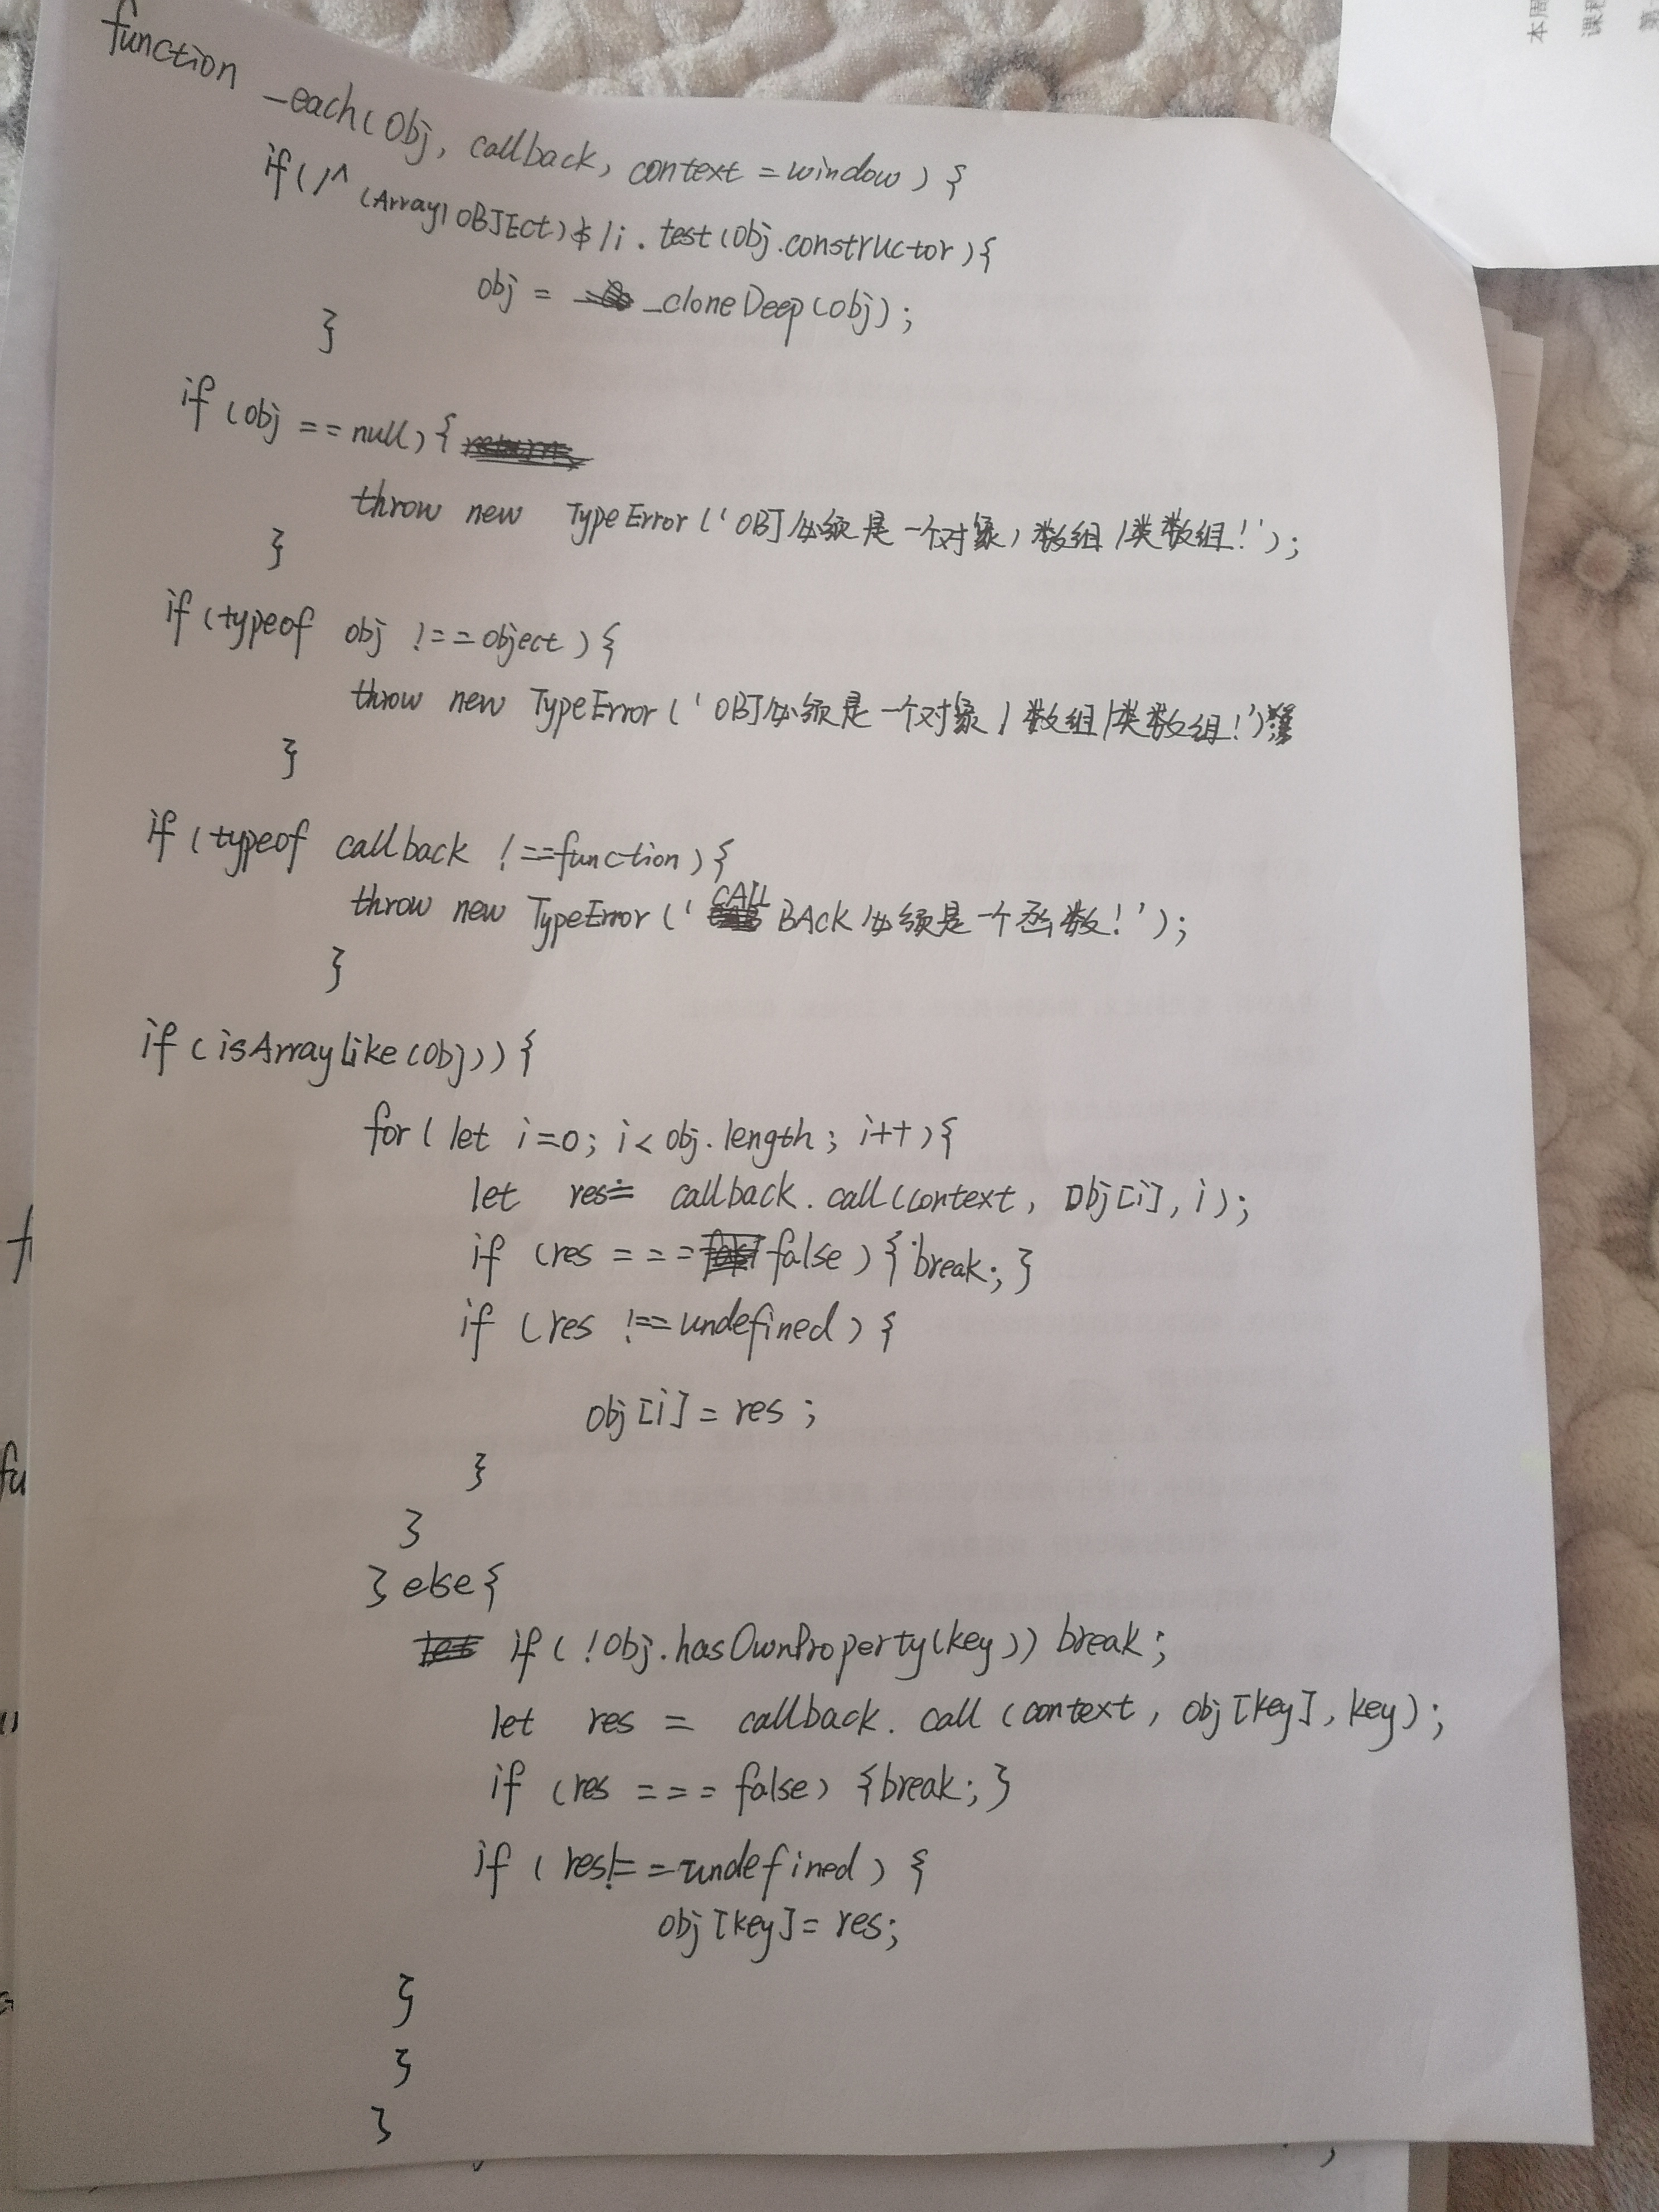 function _each(obj, callback, context = window) {
if(/^(Array|OBJECt)$/i.test(obj.constructor){
obj = _cloneDeep(obj);
}
if (obj == null) {
throw new TypeError('OBJ必须是一个对象/数组/类数组!');
}
if (typeof obj !== object) {
throw new TypeError('OBJ必须是一个对象/数组/类数组!');
}
if (typeof callback !== function) {
throw new TypeError('CALLBACK必须是一个函数!');
}
if (isArraylike(obj)) {
for( let i=0; i< obj.length; i++){
let res = callback.call(context, Obj[i], i);
if (res === false) { break; }
if (res !== undefined) {
obj[i] = res;
}
}
} else {
if ( !obj.hasOwnProperty(key)) break;
let res = callback.call (context, obj[key], key);
if (res === false) {break;}
if ( res!== undefined) {
obj[key] = res;
}
}
}
本周
课程
第